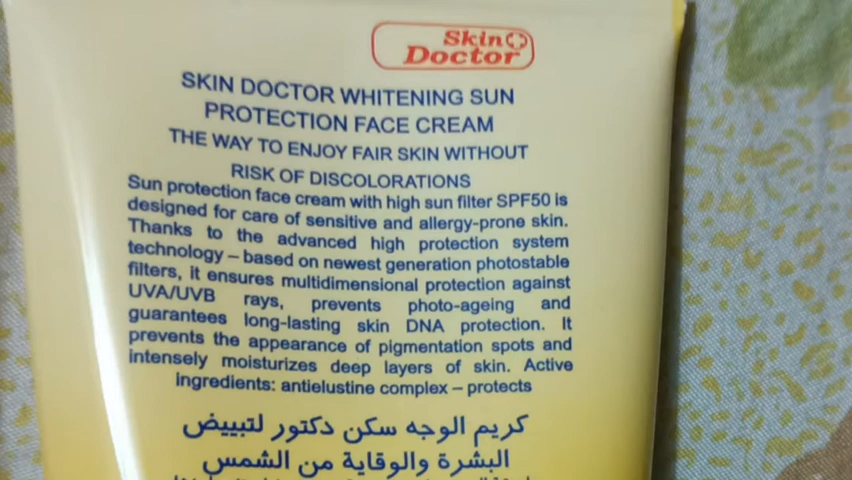 Skin
Doctor
SKIN DOCTOR WHITENING SUN
PROTECTION FACE CREAM
THE WAY TO ENJOY FAIR SKIN WITHOUT
RISK OF DISCOLORATIONS
Sun protection face cream with high sun filter SPF50 is
designed for care of sensitive and allergy-prone skin.
Thanks to the advanced high protection system
technology – based on newest generation photostable
filters, it ensures multidimensional protection against
UVA/UVB rays, prevents photo-ageing and
guarantees long-lasting skin DNA protection. It
prevents the appearance of pigmentation spots and
intensely moisturizes deep layers of skin. Active
ingredients: antielustine complex – protects
كريم الوجه سكن دكتور لتبييض
البشرة والوقاية من الشمس